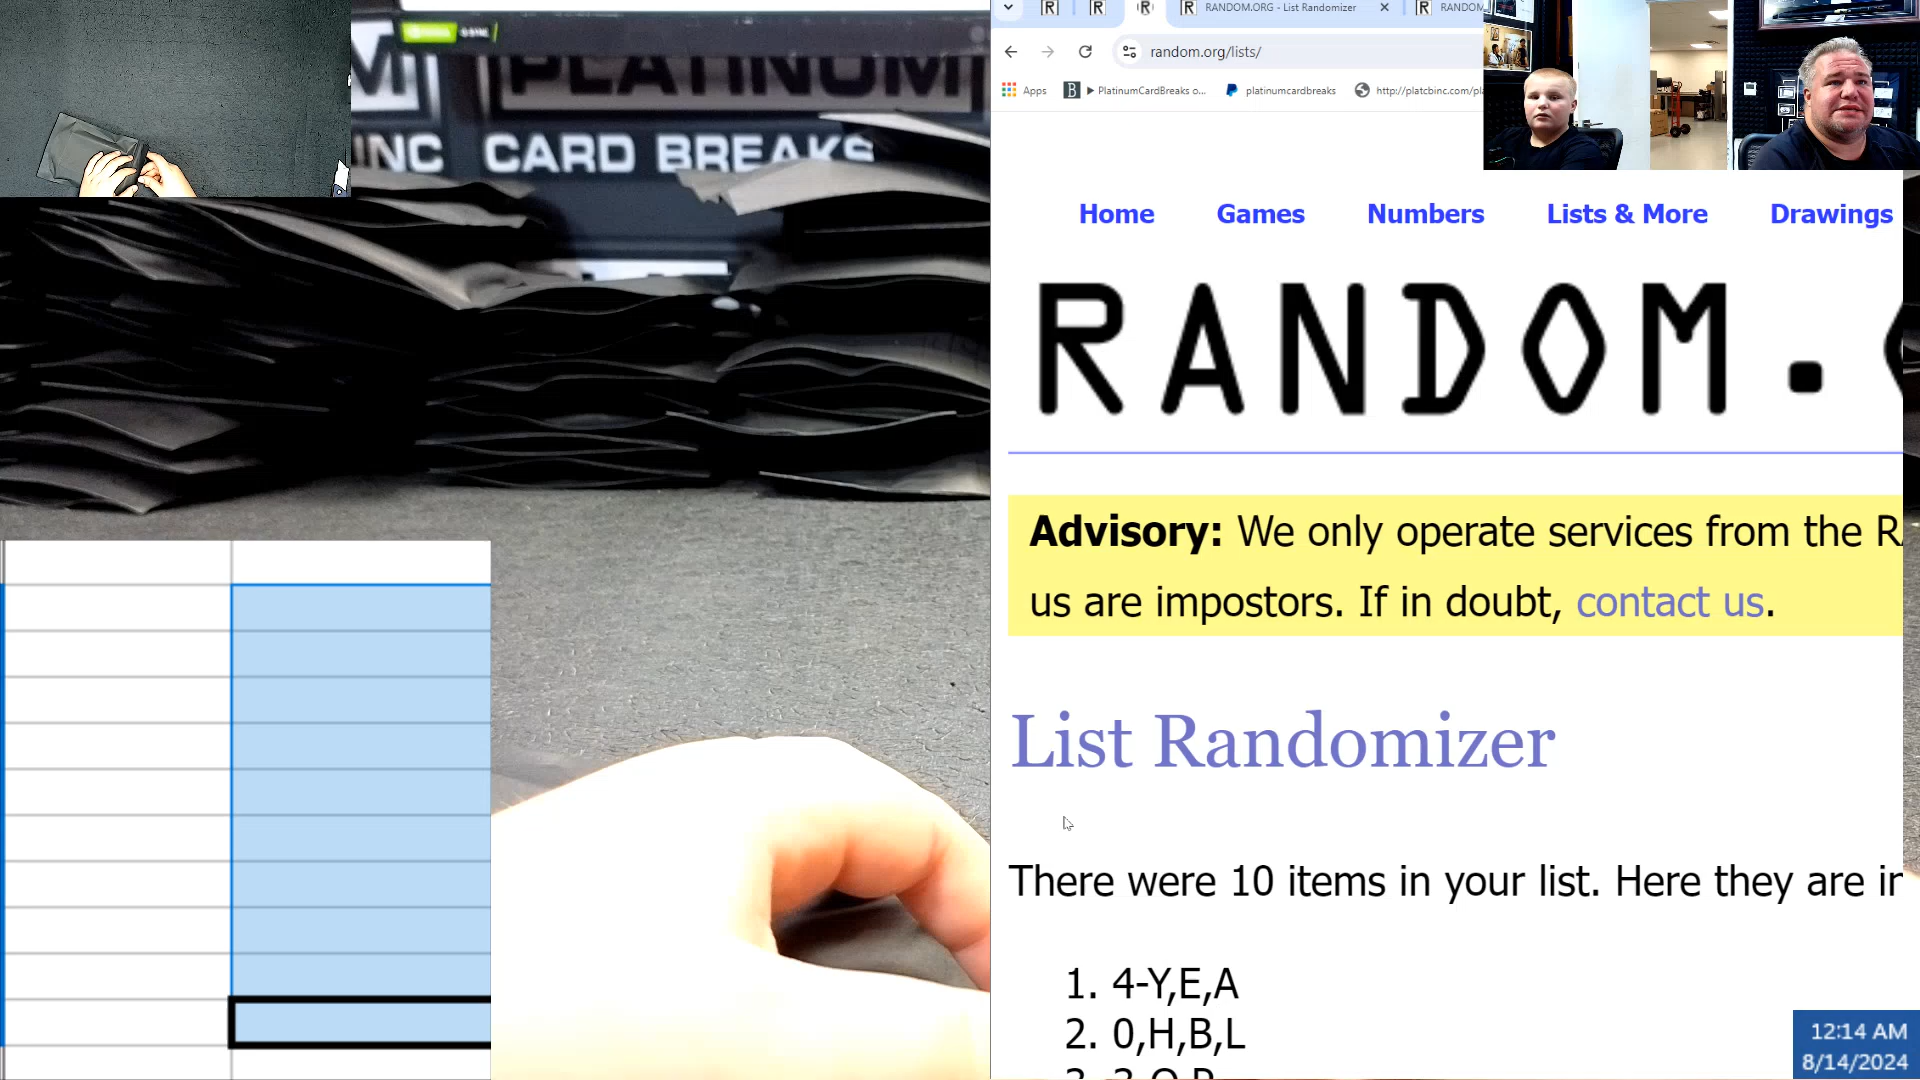 PLATINUM
INC CARD BREAKS
RANDOM.ORG - List Randomizer
RANDOM
random.org/lists/
Apps
PlatinumCardBreaks o...
platinumcardbreaks
http://platcbinc.com/pl
Home Games Numbers Lists & More Drawings
RANDOM.
Advisory: We only operate services from the R
us are impostors. If in doubt, contact us.
List Randomizer
There were 10 items in your list. Here they are in
1. 4-Y,E,A
2. 0,H,B,L
12:14 AM
8/14/2024